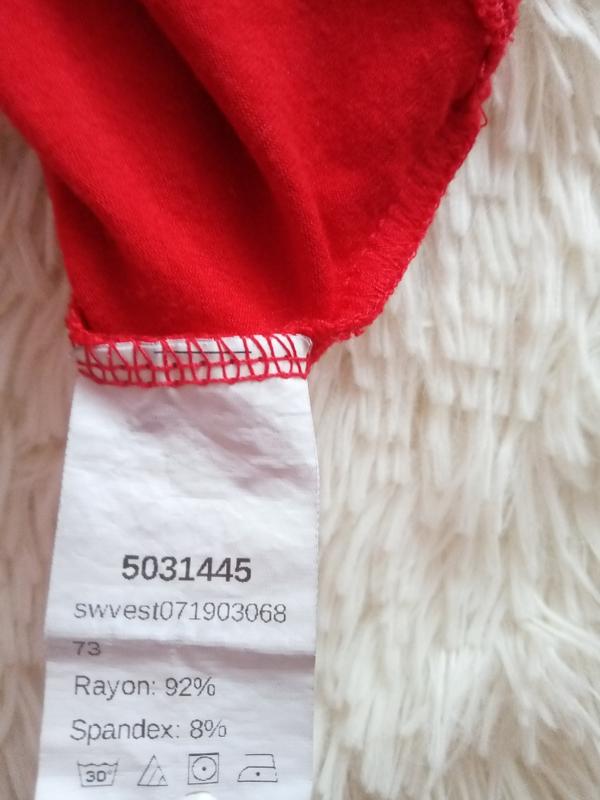 5031445
swvest071903068
73
Rayon: 92%
Spandex: 8%
30°